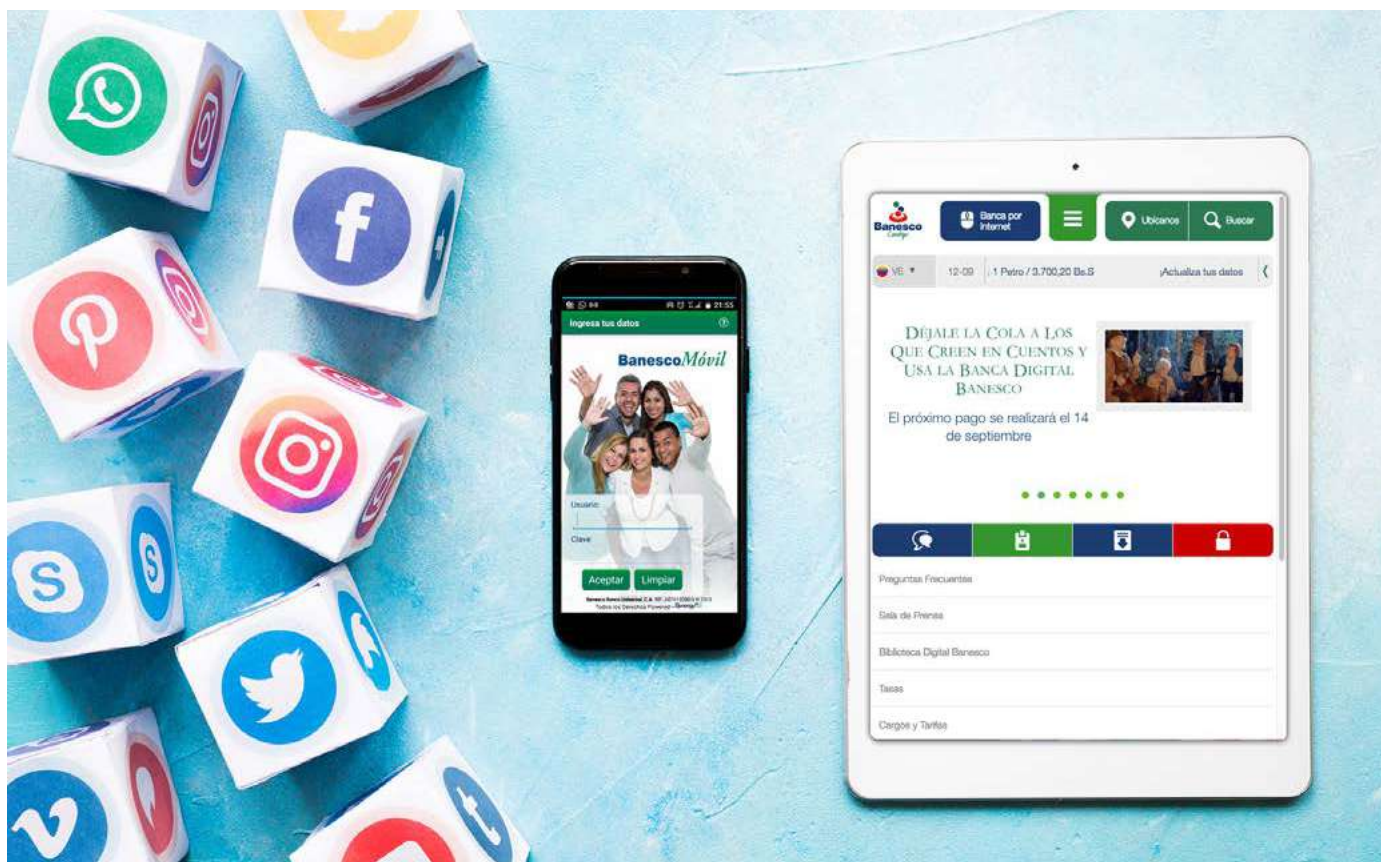 21:55
Ingresa tus datos
BanescoMóvil
Usuario:
Clave
Aceptar Limpiar
Banesco
Contigo
Banca por
Internet
Ubícanos
Buscar
VE
12-09
1 Petro / 3.700,20 Bs.S
¡Actualiza tus datos
DÉJALE LA COLA A LOS
QUE CREEN EN CUENTOS Y
USA LA BANCA DIGITAL
BANESCO
El próximo pago se realizará el 14
de septiembre
Preguntas Frecuentes
Sala de Prensa
Biblioteca Digital Banesco
Tasas
Cargos y Tarifas